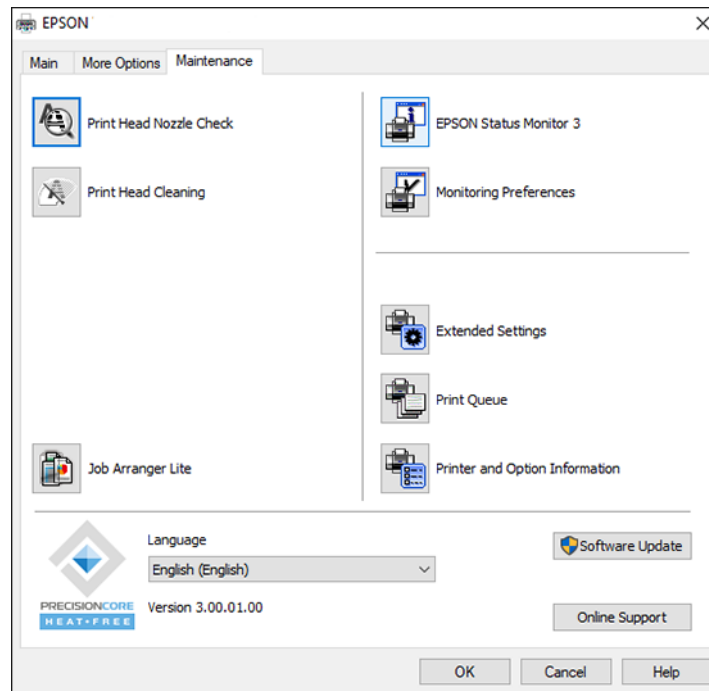 EPSON
Main
More Options
Maintenance
Print Head Nozzle Check
Print Head Cleaning
Job Arranger Lite
EPSON Status Monitor 3
Monitoring Preferences
Extended Settings
Print Queue
Printer and Option Information
PRECISIONCORE
HEAT•FREE
Language
English (English)
Version 3.00.01.00
Software Update
Online Support
OK
Cancel
Help